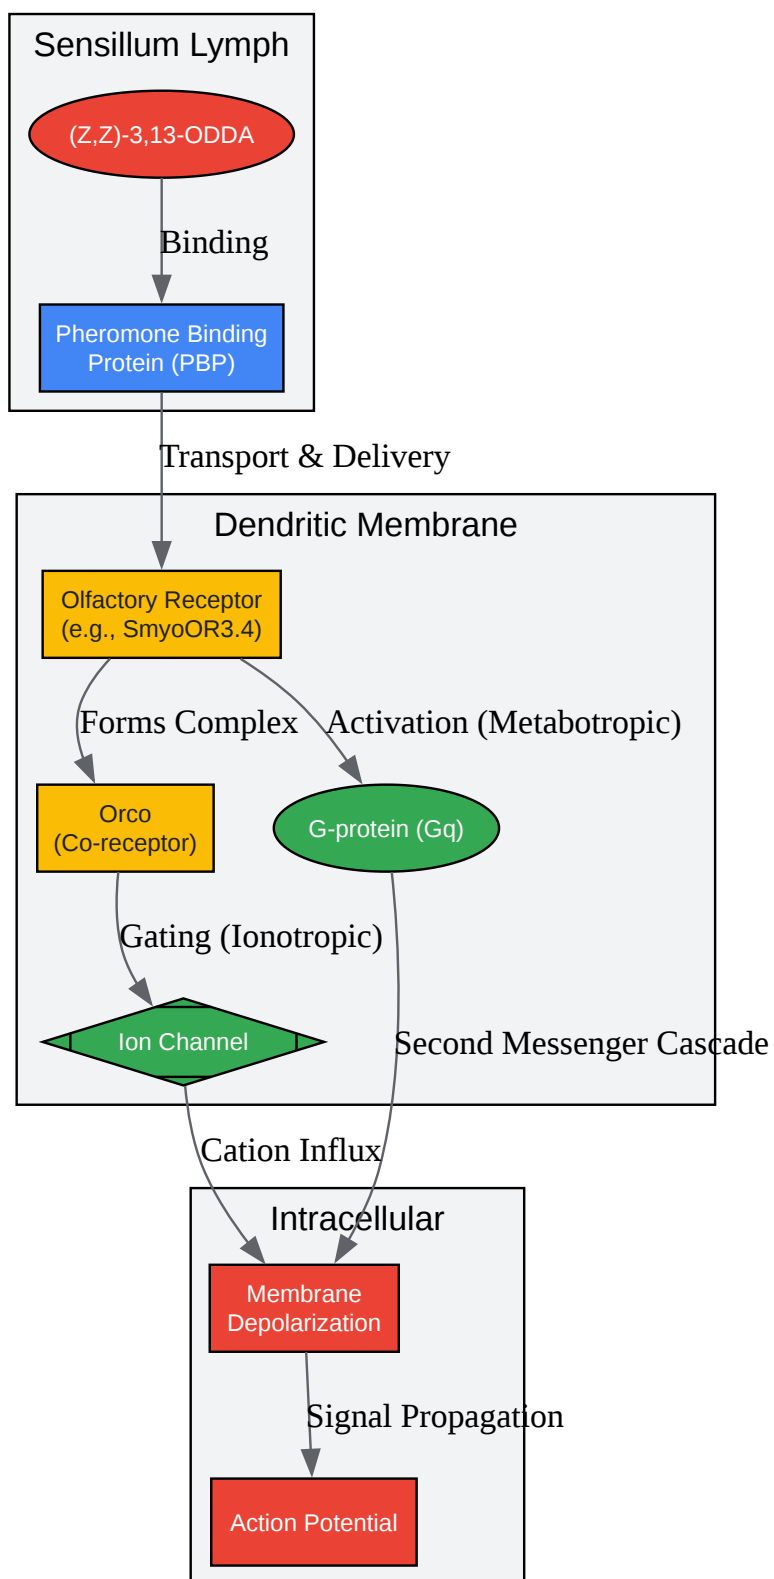 Sensillum Lymph
(Z,Z)-3,13-ODDA
Binding
Pheromone Binding
Protein (PBP)
Transport & Delivery
Dendritic Membrane
Olfactory Receptor
(e.g., SmyoOR3.4)
Forms Complex
Activation (Metabotropic)
Orco
(Co-receptor)
G-protein (Gq)
Gating (Ionotropic)
Ion Channel
Second Messenger Cascade
Cation Influx
Intracellular
Membrane
Depolarization
Signal Propagation
Action Potential